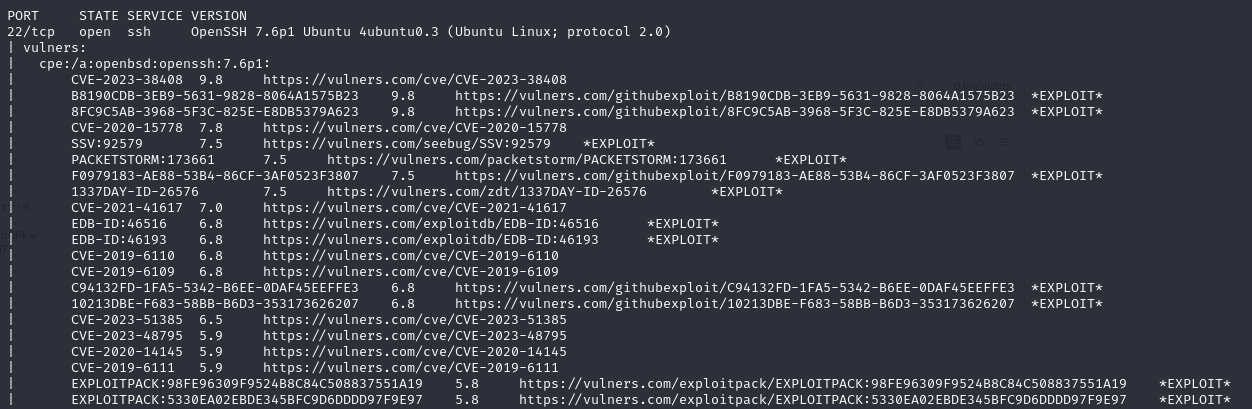 PORT     STATE SERVICE VERSION
22/tcp   open  ssh     OpenSSH 7.6p1 Ubuntu 4ubuntu0.3 (Ubuntu Linux; protocol 2.0)
| vulners:
|   cpe:/a:openbsd:openssh:7.6p1:
|       CVE-2023-38408  9.8     https://vulners.com/cve/CVE-2023-38408
|       B8190CDB-3EB9-5631-9828-8064A1575B23    9.8     https://vulners.com/githubexploit/B8190CDB-3EB9-5631-9828-8064A1575B23  *EXPLOIT*
|       8FC9C5AB-3968-5F3C-825E-E8DB5379A623    9.8     https://vulners.com/githubexploit/8FC9C5AB-3968-5F3C-825E-E8DB5379A623  *EXPLOIT*
|       CVE-2020-15778  7.8     https://vulners.com/cve/CVE-2020-15778
|       SSV:92579       7.5     https://vulners.com/seebug/SSV:92579    *EXPLOIT*
|       PACKETSTORM:173661      7.5     https://vulners.com/packetstorm/PACKETSTORM:173661      *EXPLOIT*
|       F0979183-AE88-53B4-86CF-3AF0523F3807    7.5     https://vulners.com/githubexploit/F0979183-AE88-53B4-86CF-3AF0523F3807  *EXPLOIT*
|       1337DAY-ID-26576        7.5     https://vulners.com/zdt/1337DAY-ID-26576        *EXPLOIT*
|       CVE-2021-41617  7.0     https://vulners.com/cve/CVE-2021-41617
|       EDB-ID:46516    6.8     https://vulners.com/exploitdb/EDB-ID:46516      *EXPLOIT*
|       EDB-ID:46193    6.8     https://vulners.com/exploitdb/EDB-ID:46193      *EXPLOIT*
|       CVE-2019-6110   6.8     https://vulners.com/cve/CVE-2019-6110
|       CVE-2019-6109   6.8     https://vulners.com/cve/CVE-2019-6109
|       C94132FD-1FA5-5342-B6EE-0DAF45EEFFE3    6.8     https://vulners.com/githubexploit/C94132FD-1FA5-5342-B6EE-0DAF45EEFFE3  *EXPLOIT*
|       10213DBE-F683-58BB-B6D3-353173626207    6.8     https://vulners.com/githubexploit/10213DBE-F683-58BB-B6D3-353173626207  *EXPLOIT*
|       CVE-2023-51385  6.5     https://vulners.com/cve/CVE-2023-51385
|       CVE-2023-48795  5.9     https://vulners.com/cve/CVE-2023-48795
|       CVE-2020-14145  5.9     https://vulners.com/cve/CVE-2020-14145
|       CVE-2019-6111   5.9     https://vulners.com/cve/CVE-2019-6111
|       EXPLOITPACK:98FE96309F9524B8C84C508837551A19    5.8     https://vulners.com/exploitpack/EXPLOITPACK:98FE96309F9524B8C84C508837551A19    *EXPLOIT*
|       EXPLOITPACK:5330EA02EBDE345BFC9D6DDDD97F9E97    5.8     https://vulners.com/exploitpack/EXPLOITPACK:5330EA02EBDE345BFC9D6DDDD97F9E97    *EXPLOIT*